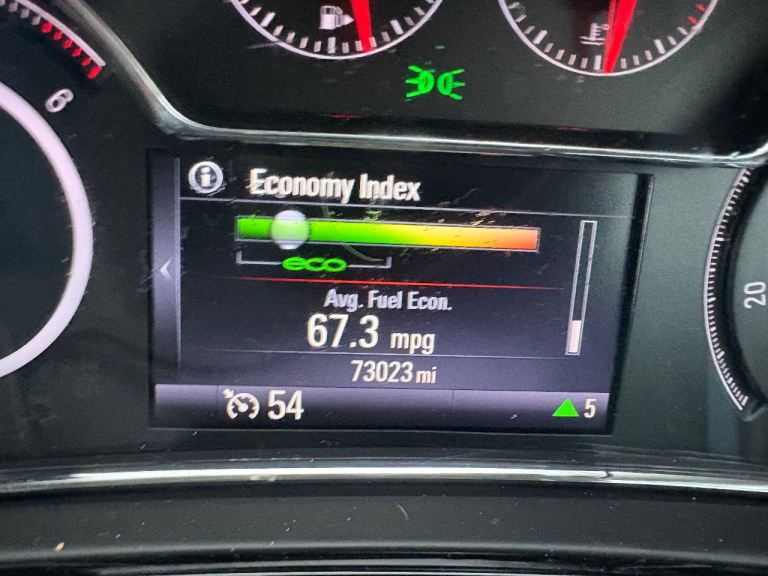 6
Economy Index
eco
Avg. Fuel Econ.
67.3 mpg
73023 mi
54
5
20